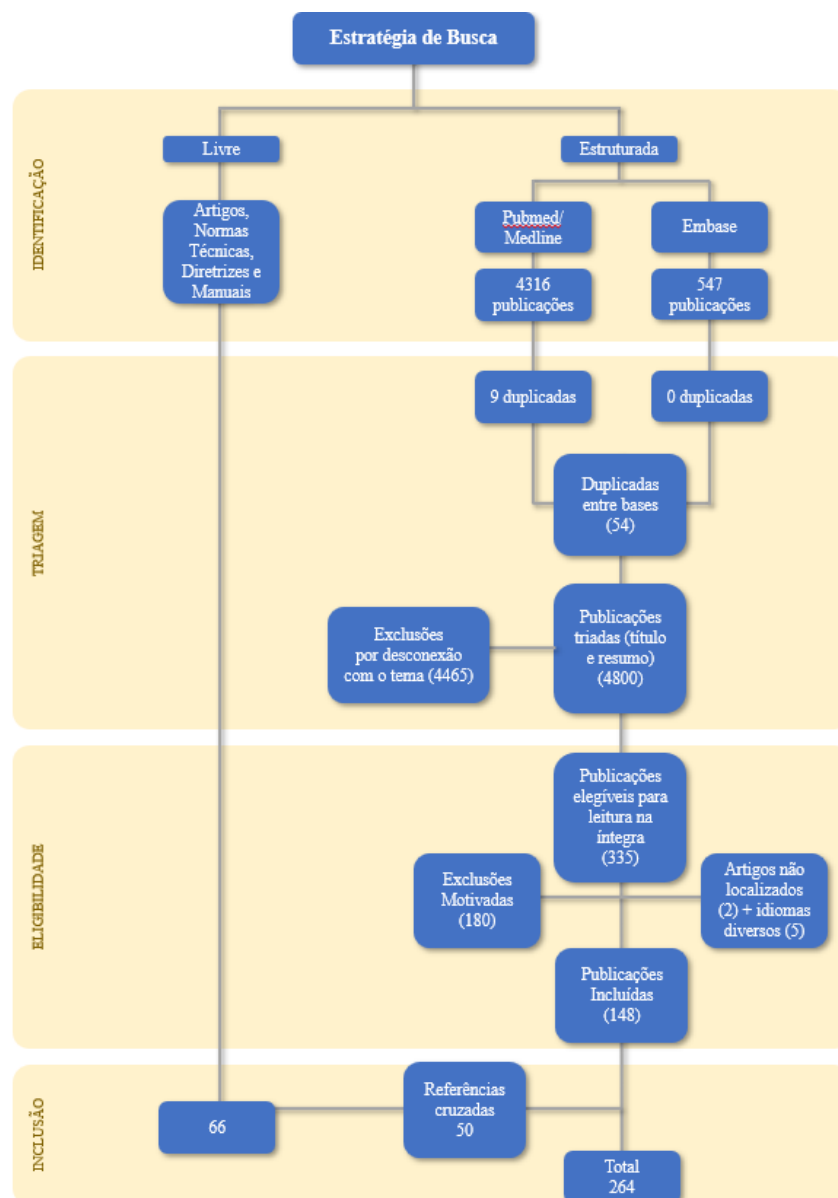 Estratégia de Busca
IDENTIFICAÇÃO
Livre
Estruturada
Artigos,
Normas
Técnicas,
Diretrizes e
Manuais
Pubmed/
Medline
Embase
4316
publicações
547
publicações
TRIAGEM
9 duplicadas
0 duplicadas
Duplicadas
entre bases
(54)
Exclusões
por desconexão
com o tema (4465)
Publicações
triadas (título
e resumo)
(4800)
ELIGIBILIDADE
Publicações
elegíveis para
leitura na
íntegra
(335)
Exclusões
Motivadas
(180)
Artigos não
localizados
(2) + idiomas
diversos (5)
Publicações
Incluídas
(148)
INCLUSÃO
66
Referências
cruzadas
50
Total
264